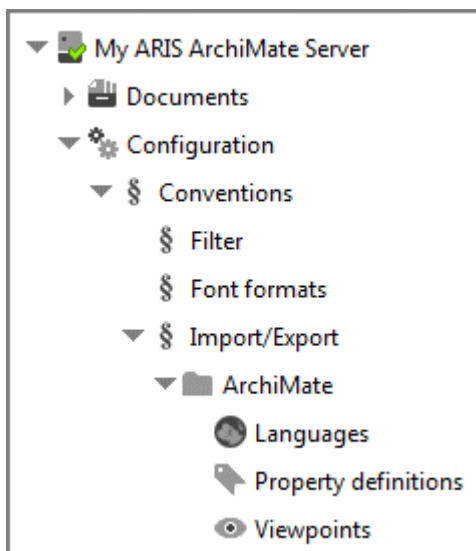 My ARIS ArchiMate Server
Documents
Configuration
§ Conventions
§ Filter
§ Font formats
§ Import/Export
ArchiMate
Languages
Property definitions
Viewpoints